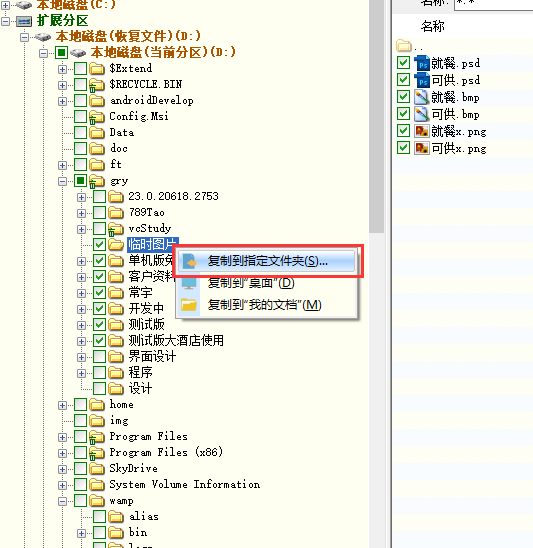 本地磁盘(C:)
扩展分区
本地磁盘(恢复文件)(D:)
本地磁盘(当前分区)(D:)
$Extend
$RECYCLE.BIN
androidDevelop
Config.Msi
Data
doc
ft
gry
23.0.20618.2753
789Tao
vcStudy
临时图片
单机版免
客户资料
常宇
开发中
测试版
测试版大酒店使用
界面设计
程序
设计
home
img
Program Files
Program Files (x86)
SkyDrive
System Volume Information
wamp
alias
bin
复制到指定文件夹(S)...
复制到“桌面”(D)
复制到“我的文档”(M)
名称: *.*
名称
..
就餐.psd
可供.psd
就餐.bmp
可供.bmp
就餐x.png
可供x.png